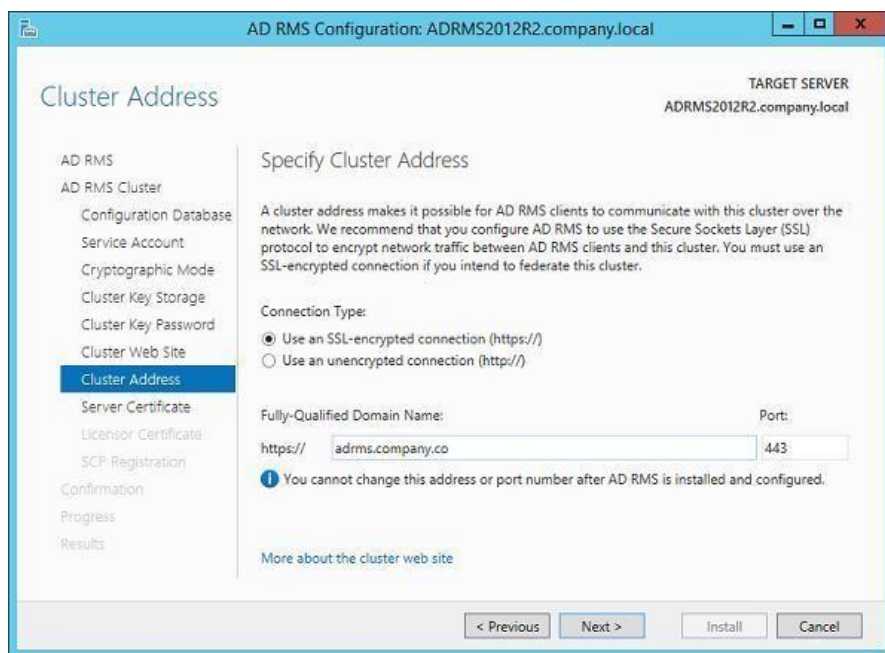 AD RMS Configuration: ADRMS2012R2.company.local
Cluster Address
TARGET SERVER
ADRMS2012R2.company.local
AD RMS
AD RMS Cluster
Configuration Database
Service Account
Cryptographic Mode
Cluster Key Storage
Cluster Key Password
Cluster Web Site
Cluster Address
Server Certificate
Licensor Certificate
SCP Registration
Confirmation
Progress
Results
Specify Cluster Address
A cluster address makes it possible for AD RMS clients to communicate with this cluster over the
network. We recommend that you configure AD RMS to use the Secure Sockets Layer (SSL)
protocol to encrypt network traffic between AD RMS clients and this cluster. You must use an
SSL-encrypted connection if you intend to federate this cluster.
Connection Type:
Use an SSL-encrypted connection (https://)
Use an unencrypted connection (http://)
Fully-Qualified Domain Name:
Port:
https:// adrms.company.co 443
You cannot change this address or port number after AD RMS is installed and configured.
More about the cluster web site
< Previous Next > Install Cancel